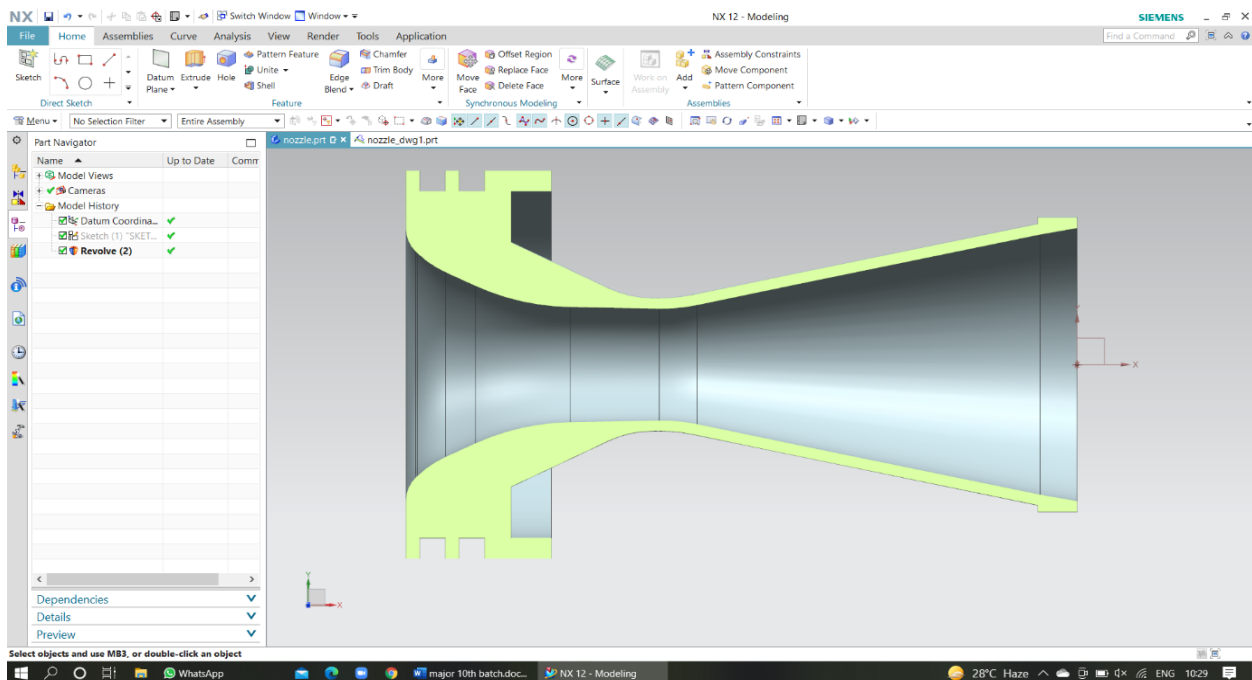 NX Switch Window Window NX 12 - Modeling SIEMENS
File Home Assemblies Curve Analysis View Render Tools Application Find a Command
Sketch
Direct Sketch
Datum Plane Extrude Hole
Pattern Feature
Unite
Shell
Edge Blend
Chamfer
Trim Body
Draft
More
Feature
Move Face
Offset Region
Replace Face
Delete Face
More
Synchronous Modeling
Surface
Work on Assembly
Add
Assembly Constraints
Move Component
Pattern Component
Assemblies
Menu No Selection Filter Entire Assembly
Part Navigator nozzle.prt nozzle_dwg1.prt
Name Up to Date Comm
Model Views
Cameras
Model History
Datum Coordina...
Sketch (1) "SKET...
Revolve (2)
Y
X
Y
X
Dependencies
Details
Preview
Select objects and use MB3, or double-click an object
WhatsApp major 10th batch.doc... NX 12 - Modeling 28°C Haze ENG 10:29